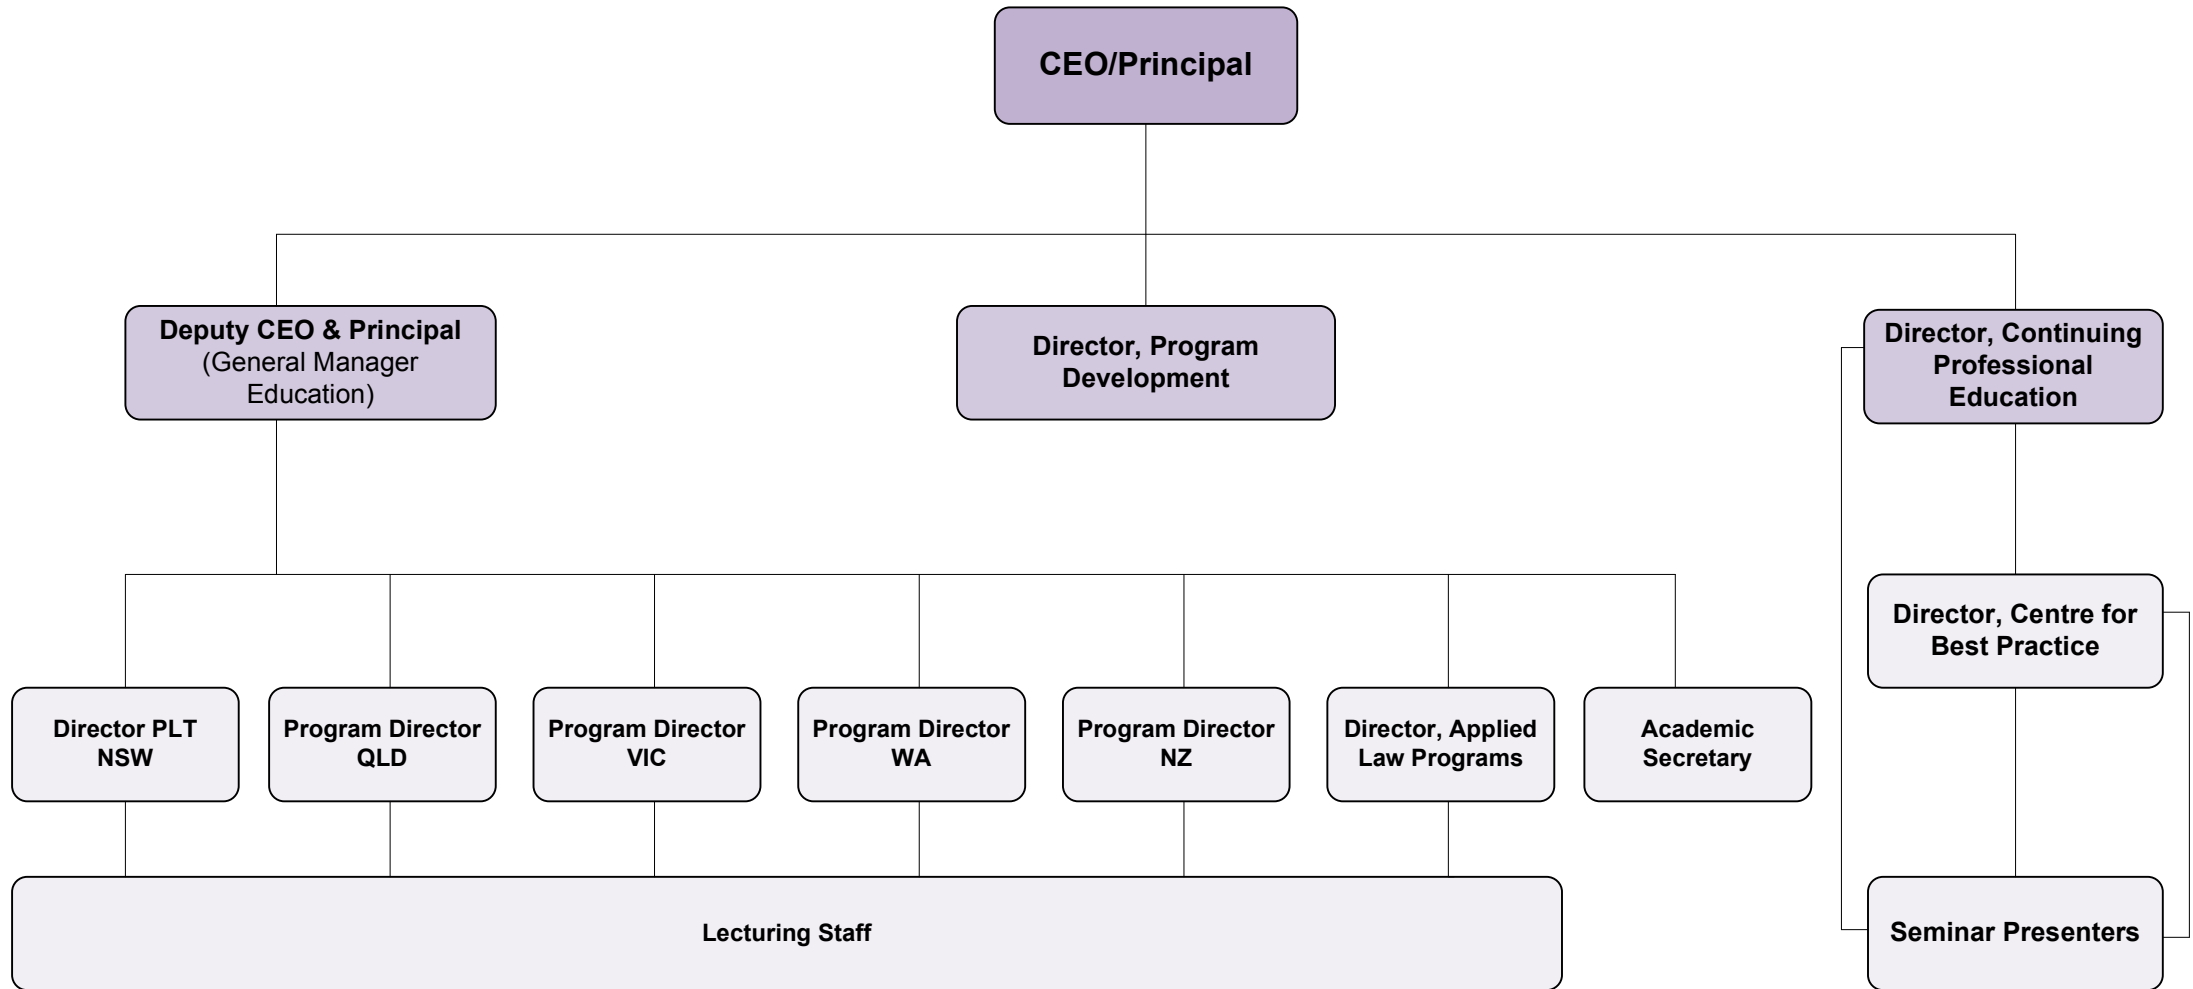 CEO/Principal
Deputy CEO & Principal
(General Manager
Education)
Director, Program
Development
Director, Continuing
Professional
Education
Director, Centre for
Best Practice
Director PLT
NSW
Program Director
QLD
Program Director
VIC
Program Director
WA
Program Director
NZ
Director, Applied
Law Programs
Academic
Secretary
Lecturing Staff
Seminar Presenters